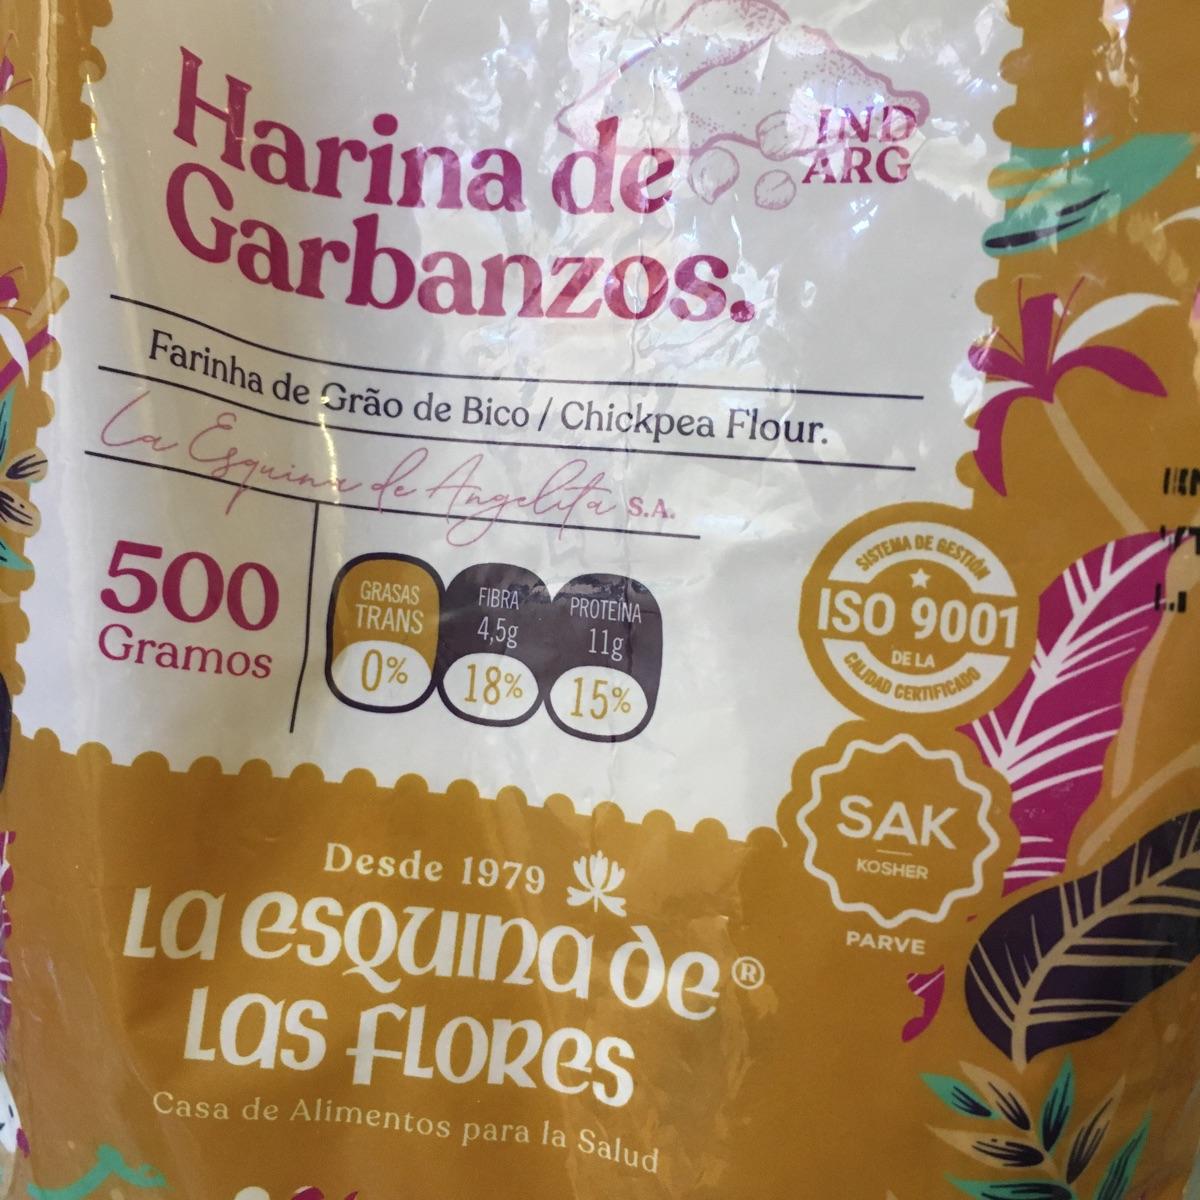 Harina de
Garbanzos.
IND
ARG
Farinha de Grão de Bico / Chickpea Flour.
La Esquina de Angelita S.A.
500
Gramos
GRASAS
TRANS
0%
FIBRA
4,5g
18%
PROTEÍNA
11g
15%
SISTEMA DE GESTIÓN
ISO 9001
DE LA
CALIDAD CERTIFICADO
SAK
KOSHER
PARVE
Desde 1979
La esquina de®
Las Flores
Casa de Alimentos para la Salud